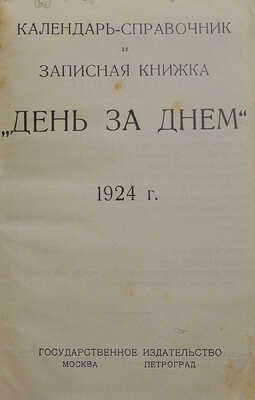 КАЛЕНДАРЬ-СПРАВОЧНИК
и
ЗАПИСНАЯ КНИЖКА
„ДЕНЬ ЗА ДНЕМ“
1924 г.
ГОСУДАРСТВЕННОЕ ИЗДАТЕЛЬСТВО
МОСКВА ПЕТРОГРАД